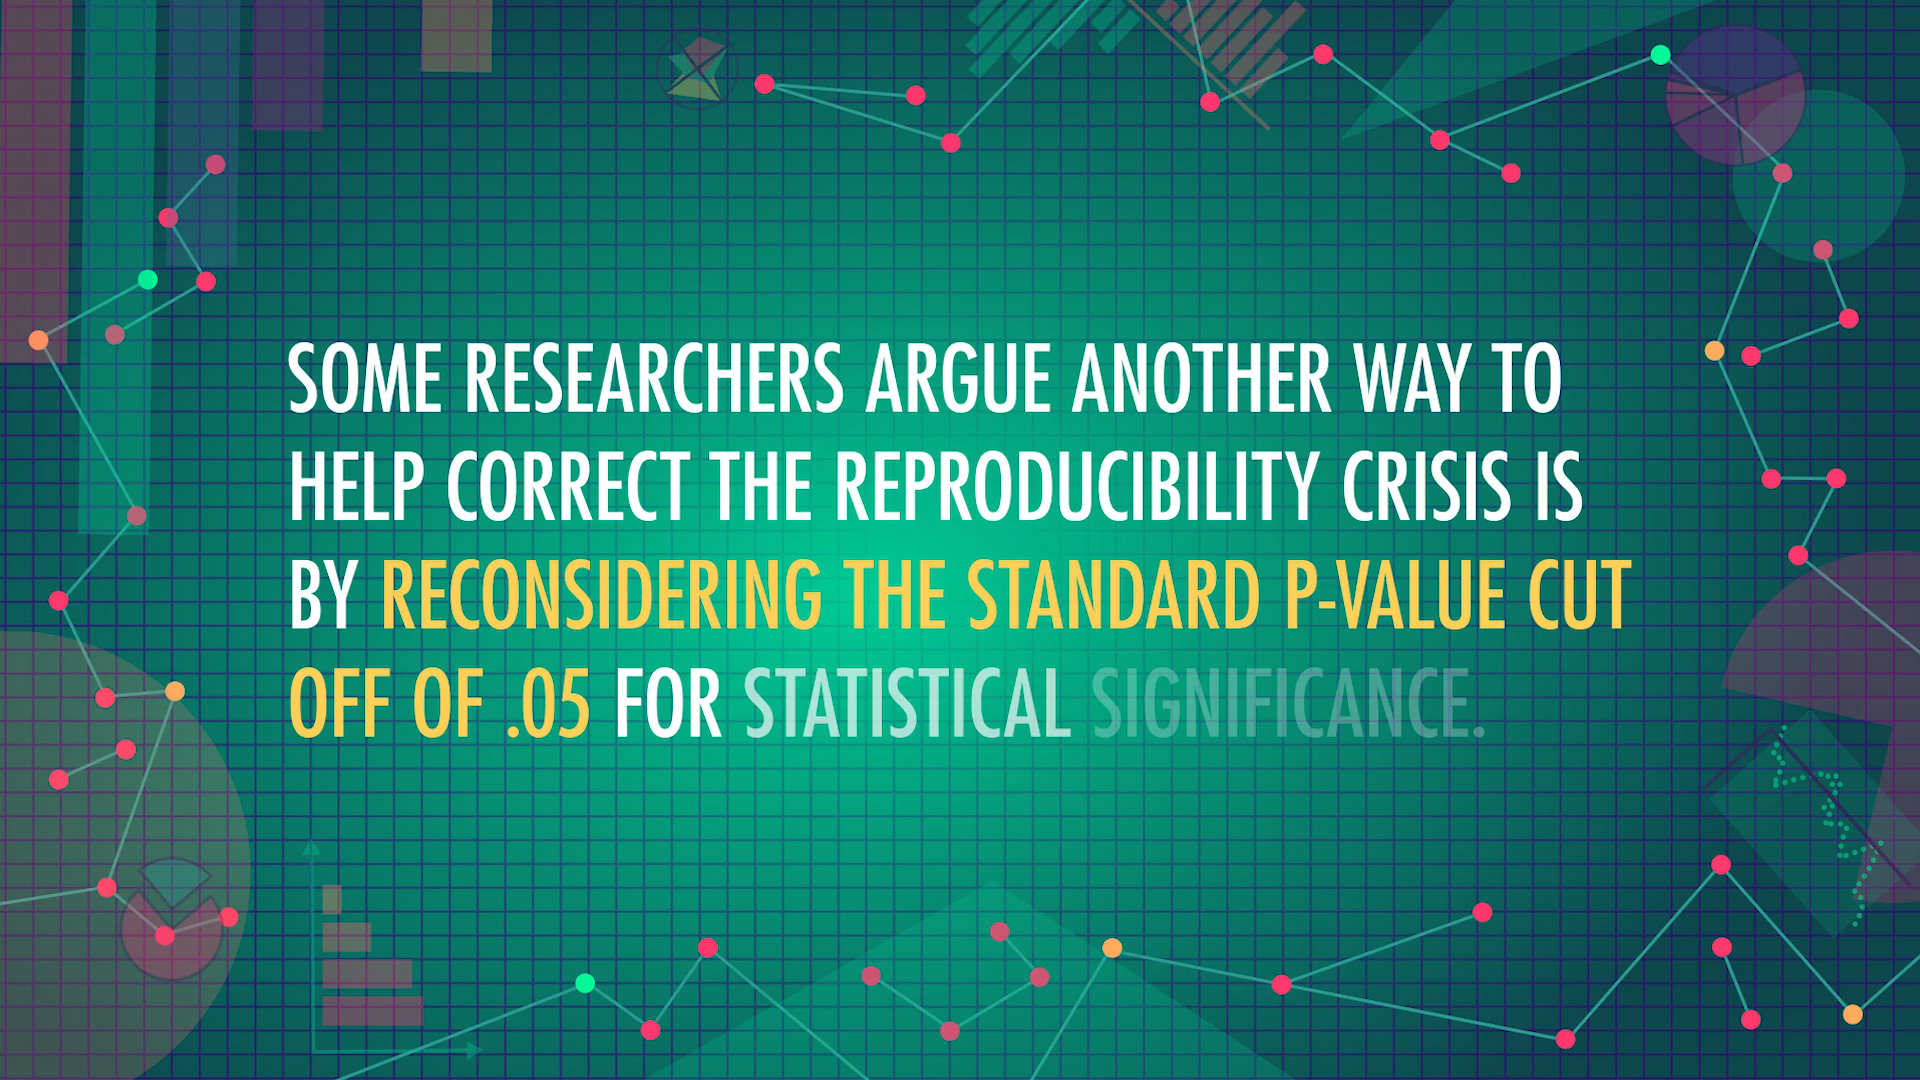 SOME RESEARCHERS ARGUE ANOTHER WAY TO
HELP CORRECT THE REPRODUCIBILITY CRISIS IS
BY RECONSIDERING THE STANDARD P-VALUE CUT
OFF OF .05 FOR STATISTICAL SIGNIFICANCE.